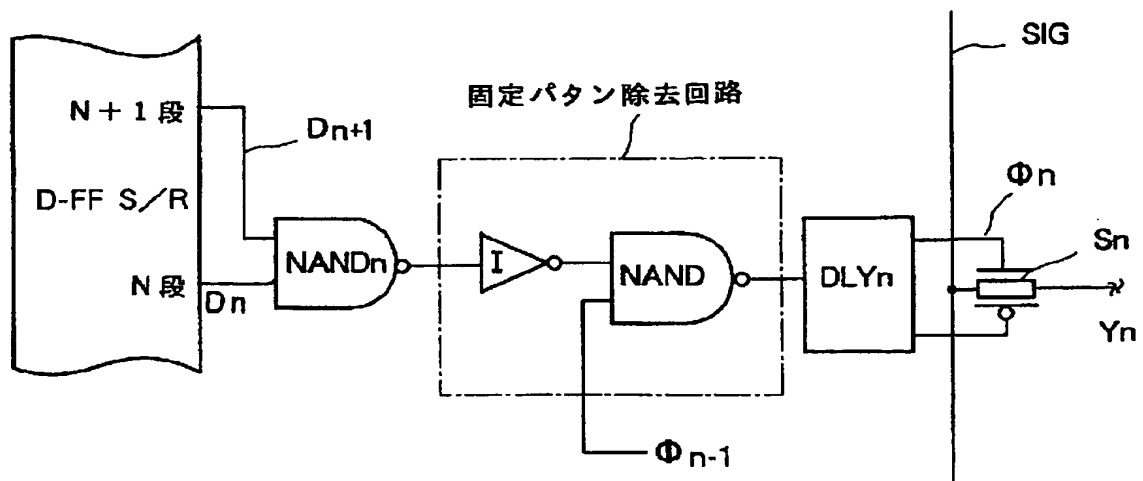 SIG
固定パタン除去回路
N+1段
Dn+1
D-FF S/R
Φn
Sn
NANDn
I
NAND
DLYn
N段
Dn
Yn
Φn-1